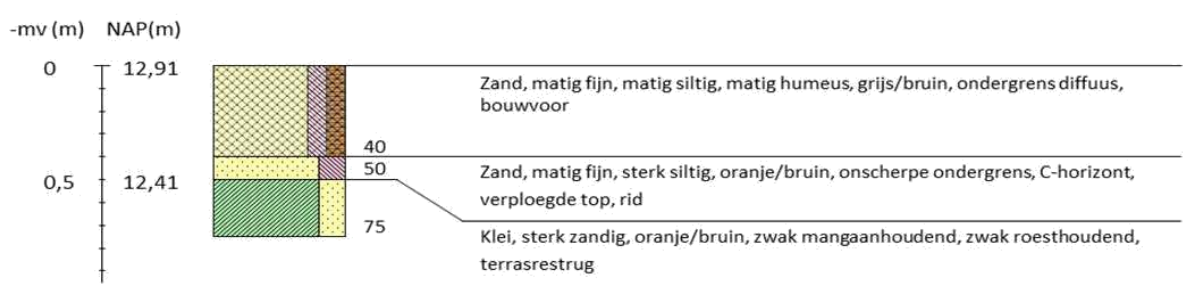 -mv (m) NAP(m)
0 12,91
Zand, matig fijn, matig siltig, matig humeus, grijs/bruin, ondergrens diffuus,
bouwvoor
40
50
Zand, matig fijn, sterk siltig, oranje/bruin, onscherpe ondergrens, C-horizont,
0,5 12,41
verploegde top, rid
75
Klei, sterk zandig, oranje/bruin, zwak mangaanhoudend, zwak roesthoudend,
terrasrestrug